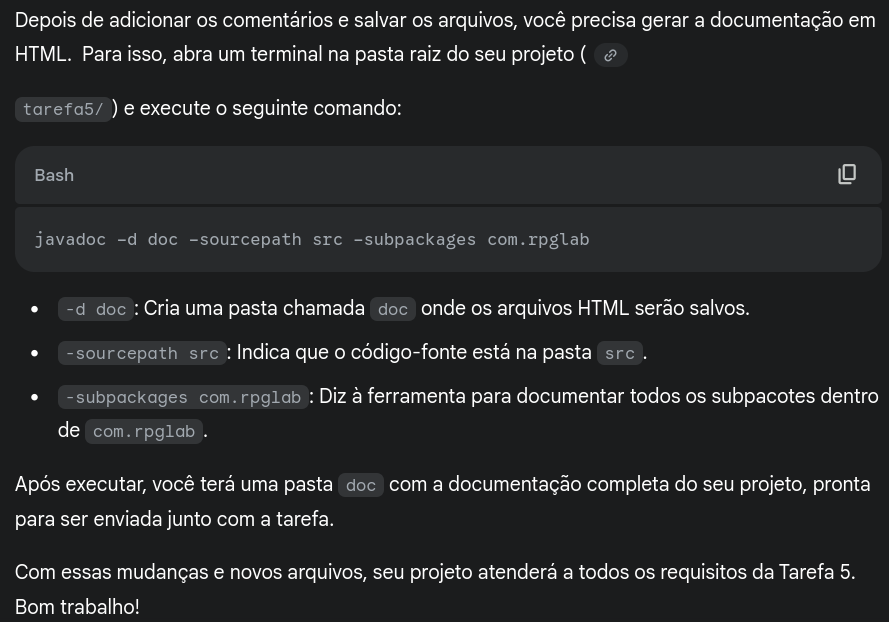 Depois de adicionar os comentários e salvar os arquivos, você precisa gerar a documentação em
HTML.  Para isso, abra um terminal na pasta raiz do seu projeto (
tarefa5/) e execute o seguinte comando:
Bash
javadoc -d doc -sourcepath src -subpackages com.rpglab
• -d doc: Cria uma pasta chamada doc onde os arquivos HTML serão salvos.
• -sourcepath src: Indica que o código-fonte está na pasta src.
• -subpackages com.rpglab: Diz à ferramenta para documentar todos os subpacotes dentro
de com.rpglab.
Após executar, você terá uma pasta doc com a documentação completa do seu projeto, pronta
para ser enviada junto com a tarefa.
Com essas mudanças e novos arquivos, seu projeto atenderá a todos os requisitos da Tarefa 5.
Bom trabalho!